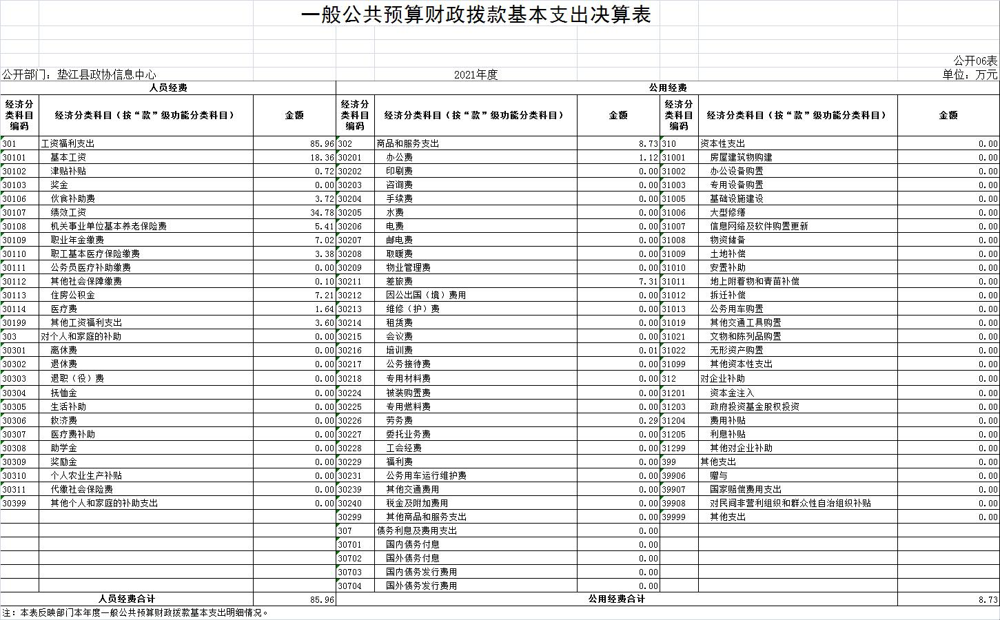 一般公共预算财政拨款基本支出决算表
公开06表
公开部门：垫江县政协信息中心 2021年度 单位：万元
人员经费 公用经费
经济分类科目编码 经济分类科目（按“款”级功能分类科目） 金额 经济分类科目编码 经济分类科目（按“款”级功能分类科目） 金额 经济分类科目编码 经济分类科目（按“款”级功能分类科目） 金额
301 工资福利支出 85.96 302 商品和服务支出 8.73 310 资本性支出 0.00
30101 基本工资 18.36 30201 办公费 1.12 31001 房屋建筑物购建 0.00
30102 津贴补贴 0.72 30202 印刷费 0.00 31002 办公设备购置 0.00
30103 奖金 0.00 30203 咨询费 0.00 31003 专用设备购置 0.00
30106 伙食补助费 3.72 30204 手续费 0.00 31005 基础设施建设 0.00
30107 绩效工资 34.78 30205 水费 0.00 31006 大型修缮 0.00
30108 机关事业单位基本养老保险费 5.41 30206 电费 0.00 31007 信息网络及软件购置更新 0.00
30109 职业年金缴费 7.02 30207 邮电费 0.00 31008 物资储备 0.00
30110 职工基本医疗保险缴费 3.38 30208 取暖费 0.00 31009 土地补偿 0.00
30111 公务员医疗补助缴费 0.00 30209 物业管理费 0.00 31010 安置补助 0.00
30112 其他社会保障缴费 0.10 30211 差旅费 7.31 31011 地上附着物和青苗补偿 0.00
30113 住房公积金 7.21 30212 因公出国（境）费用 0.00 31012 拆迁补偿 0.00
30114 医疗费 1.64 30213 维修（护）费 0.00 31013 公务用车购置 0.00
30199 其他工资福利支出 3.60 30214 租赁费 0.00 31019 其他交通工具购置 0.00
303 对个人和家庭的补助 0.00 30215 会议费 0.00 31021 文物和陈列品购置 0.00
30301 离休费 0.00 30216 培训费 0.01 31022 无形资产购置 0.00
30302 退休费 0.00 30217 公务接待费 0.00 31099 其他资本性支出 0.00
30303 退职（役）费 0.00 30218 专用材料费 0.00 312 对企业补助 0.00
30304 抚恤金 0.00 30224 被装购置费 0.00 31201 资本金注入 0.00
30305 生活补助 0.00 30225 专用燃料费 0.00 31203 政府投资基金股权投资 0.00
30306 救济费 0.00 30226 劳务费 0.29 31204 费用补贴 0.00
30307 医疗费补助 0.00 30227 委托业务费 0.00 31205 利息补贴 0.00
30308 助学金 0.00 30228 工会经费 0.00 31299 其他对企业补助 0.00
30309 奖励金 0.00 30229 福利费 0.00 399 其他支出 0.00
30310 个人农业生产补贴 0.00 30231 公务用车运行维护费 0.00 39906 赠与 0.00
30311 代缴社会保险费 0.00 30239 其他交通费用 0.00 39907 国家赔偿费用支出 0.00
30399 其他个人和家庭的补助支出 0.00 30240 税金及附加费用 0.00 39908 对民间非营利组织和群众性自治组织补贴 0.00
30299 其他商品和服务支出 0.00 39999 其他支出 0.00
307 债务利息及费用支出 0.00
30701 国内债务付息 0.00
30702 国外债务付息 0.00
30703 国内债务发行费用 0.00
30704 国外债务发行费用 0.00
人员经费合计 85.96 公用经费合计 8.73
注：本表反映部门本年度一般公共预算财政拨款基本支出明细情况。